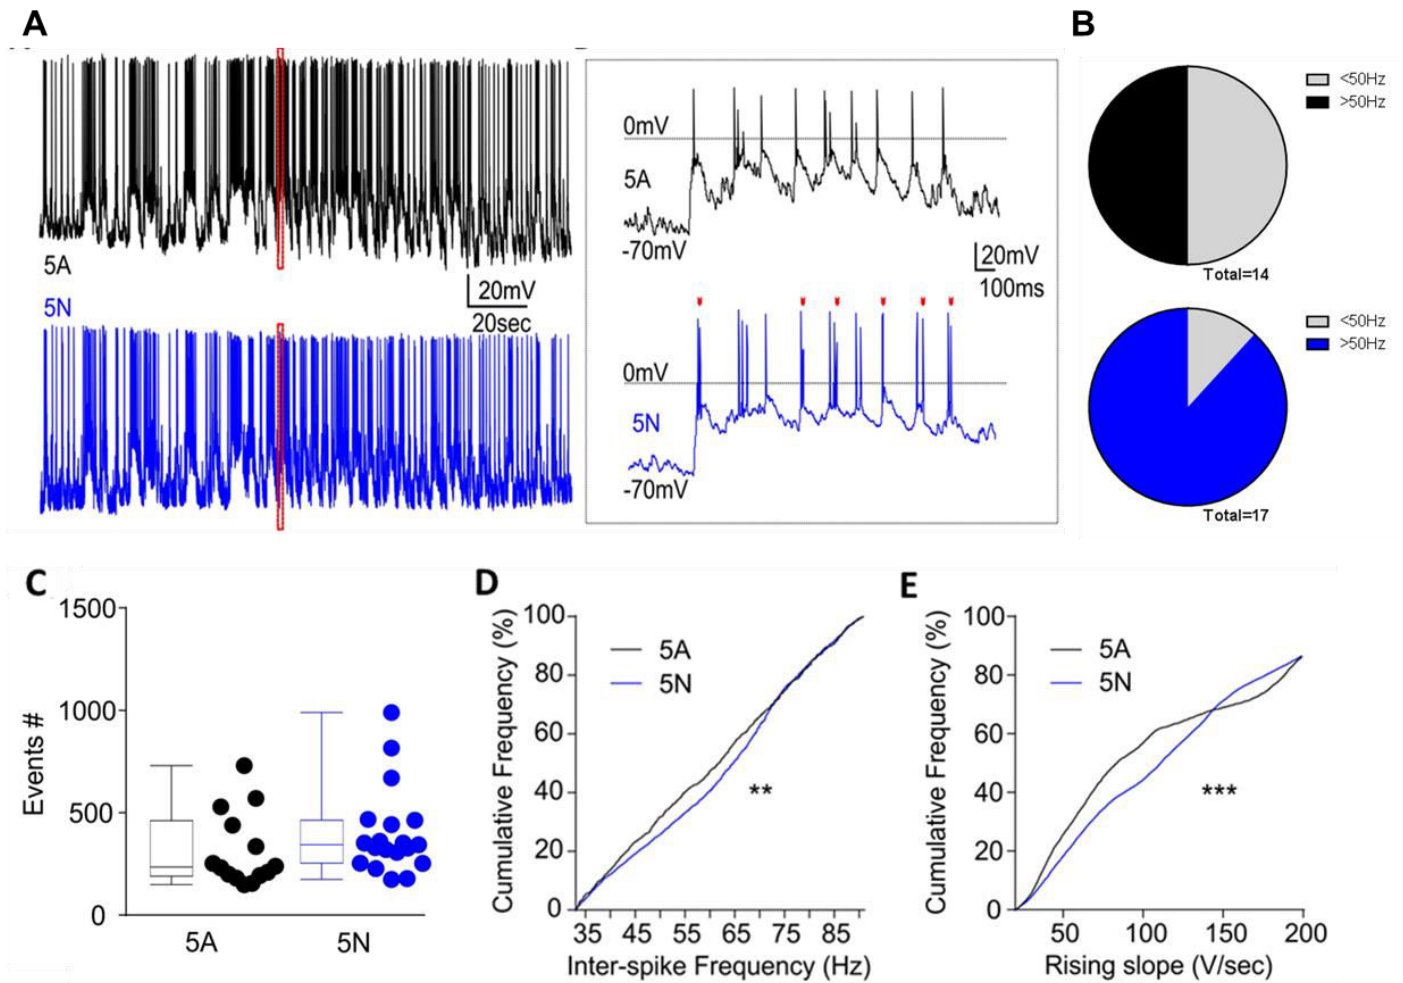 A
5A
5N
20mV
20sec
0mV
5A
-70mV
20mV
100ms
0mV
5N
-70mV
B
<50Hz
>50Hz
Total=14
<50Hz
>50Hz
Total=17
C
Events #
1500
1000
500
0
5A
5N
D
Cumulative Frequency (%)
100
80
60
40
20
0
5A
5N
**
35 45 55 65 75 85
Inter-spike Frequency (Hz)
E
Cumulative Frequency (%)
100
80
60
40
20
0
5A
5N
***
50 100 150 200
Rising slope (V/sec)